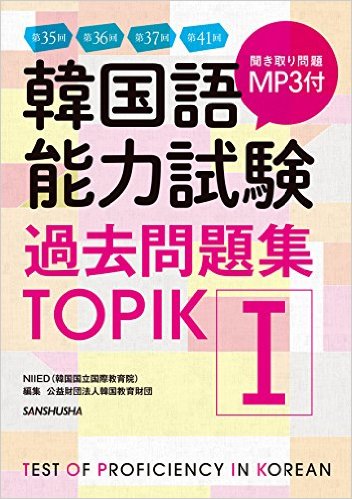 第35回 第36回 第37回 第41回
聞き取り問題
MP3付
韓国語
能力試験
過去問題集
TOPIK I
NIIED(韓国国立国際教育院)
編集 公益財団法人韓国教育財団
SANSHUSHA
TEST OF PROFICIENCY IN KOREAN